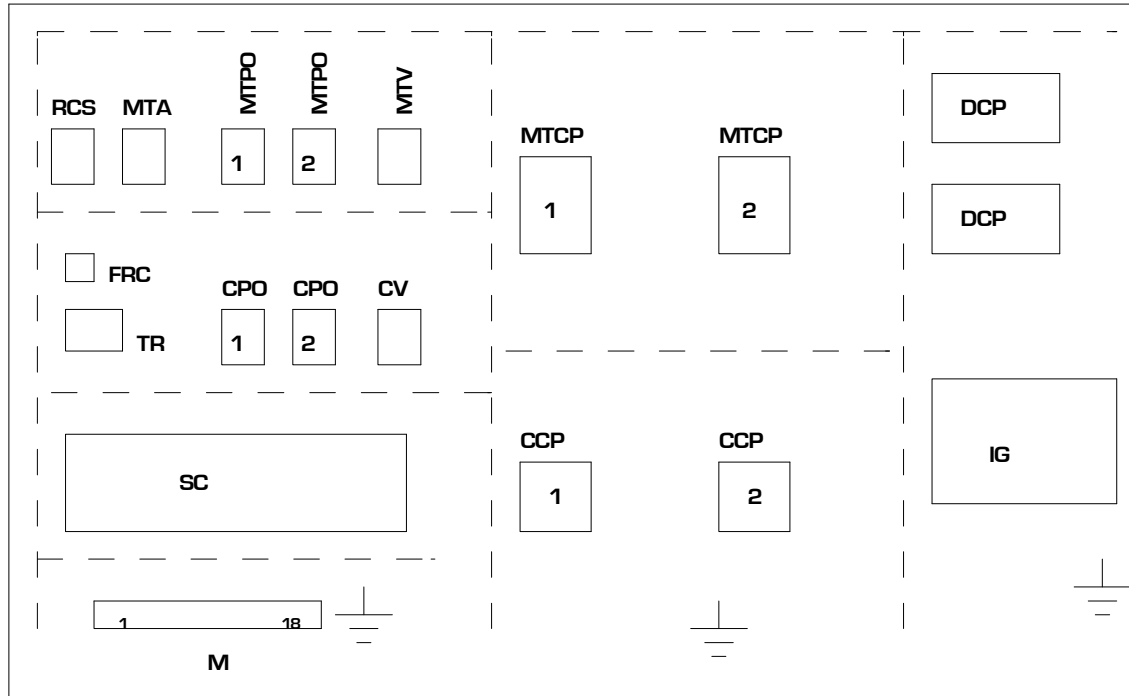 RCS MTA MTPO MTPO MTV
1 2
MTCP MTCP
1 2
DCP
DCP
FRC
TR
CPO CPO CV
1 2
SC
CCP CCP
1 2
IG
1 18
M